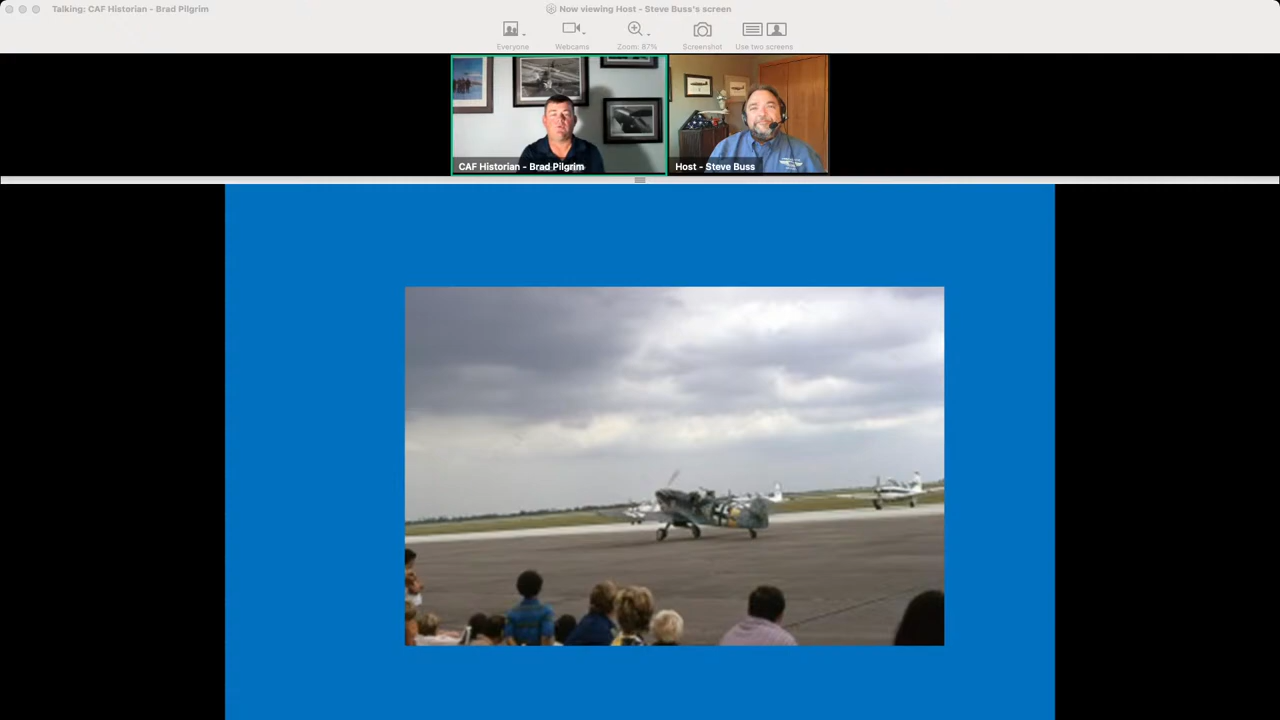 Talking: CAF Historian - Brad Pilgrim
Now viewing Host - Steve Buss's screen
Everyone
Webcams
Zoom: 87%
Screenshot
Use two screens
CAF Historian - Brad Pilgrim
Host - Steve Buss